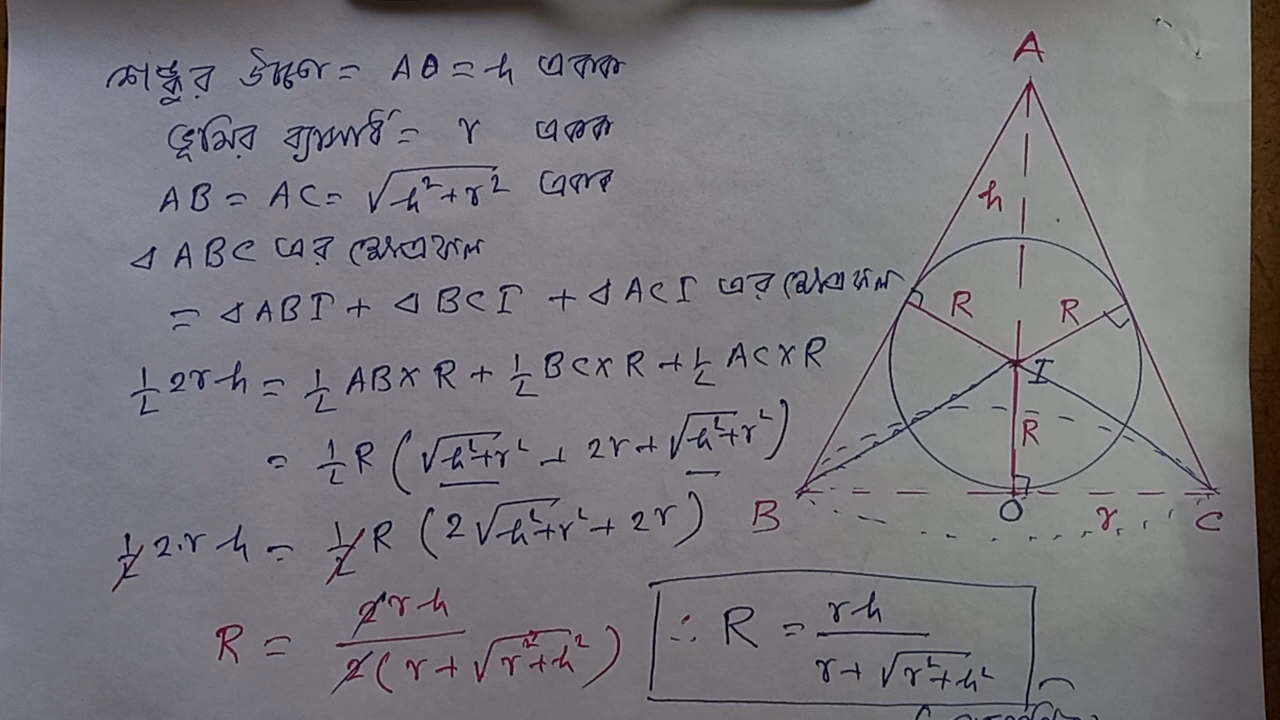 শঙ্কুর উচ্চতা = AO = h একক
ভূমির ব্যাসার্ধ = r একক
AB = AC = √(h²+r²) একক
△ABC এর ক্ষেত্রফল
= △ABI + △BCI + △ACI এর ক্ষেত্রফল
½ 2r h = ½ AB × R + ½ BC × R + ½ AC × R
= ½ R (√(h²+r²) + 2r + √(h²+r²))
½ 2.r h = ½ R (2√(h²+r²) + 2r)
R = 2rh / 2(r + √(r²+h²))
∴ R = rh / r + √(r²+h²)
A
h
R R
I
R
B O r C